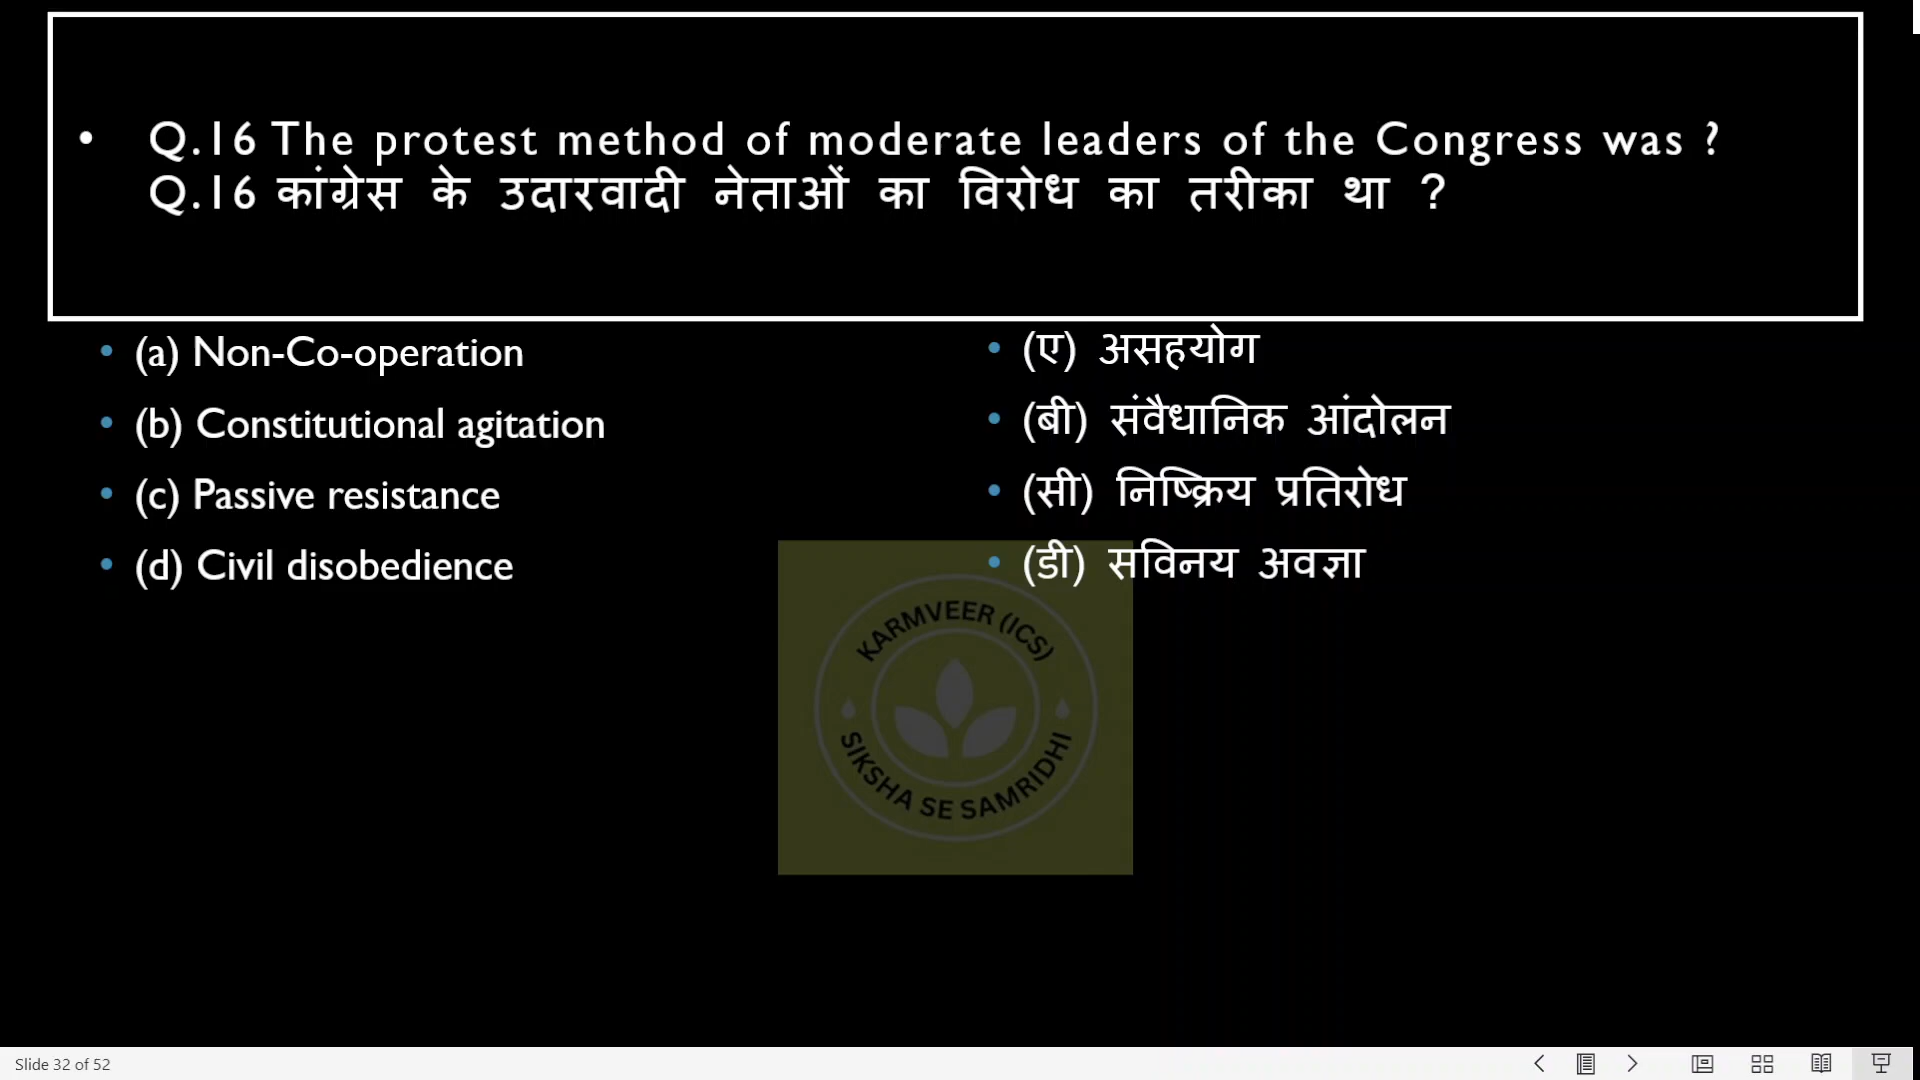 • Q.16 The protest method of moderate leaders of the Congress was ?
Q.16 कांग्रेस के उदारवादी नेताओं का विरोध का तरीका था ?
• (a) Non-Co-operation
• (b) Constitutional agitation
• (c) Passive resistance
• (d) Civil disobedience
• (ए) असहयोग
• (बी) संवैधानिक आंदोलन
• (सी) निष्क्रिय प्रतिरोध
• (डी) सविनय अवज्ञा
KARMVEER (ICS)
SIKSHA SE SAMRIDHI
Slide 32 of 52